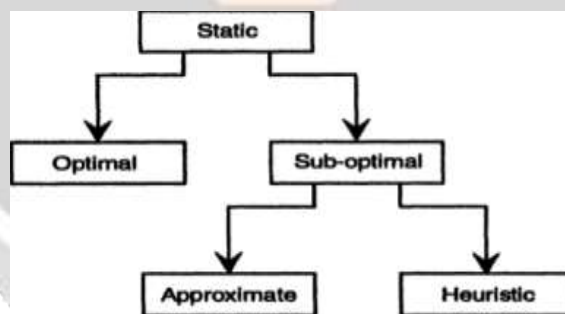 Static
Optimal
Sub-optimal
Approximate
Heuristic